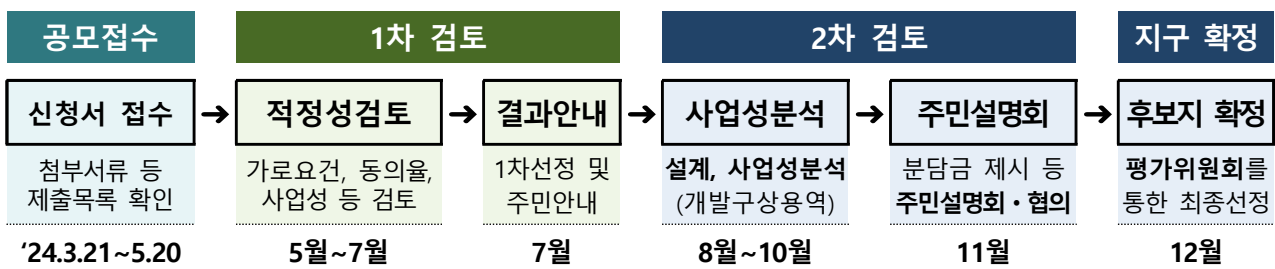 공모접수
1차 검토
2차 검토
지구 확정
신청서 접수 → 적정성검토 → 결과안내 → 사업성분석 → 주민설명회 → 후보지 확정
첨부서류 등
제출목록 확인
가로요건, 동의율,
사업성 등 검토
1차선정 및
주민안내
설계, 사업성분석
(개발구상용역)
분담금 제시 등
주민설명회・협의
평가위원회를
통한 최종선정
‘24.3.21~5.20
5월~7월
7월
8월~10월
11월
12월